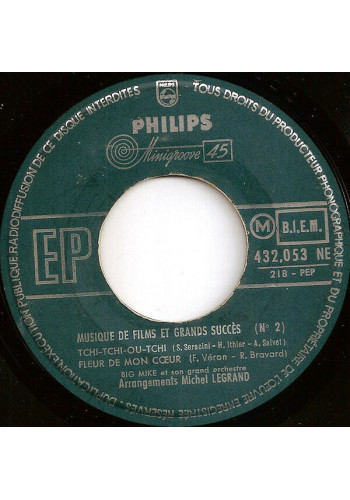 TOUS DROITS DU PRODUCTEUR PHONOGRAPHIQUE ET DU PROPRIÉTAIRE DE L'ŒUVRE ENREGISTRÉE RÉSERVÉS - DUPLICATION-EXÉCUTION PUBLIQUE-RADIODIFFUSION DE CE DISQUE INTERDITES
PHILIPS
PHILIPS
Minigroove 45
EP
M B.I.E.M.
432,053 NE
218 - PEP
MUSIQUE DE FILMS ET GRANDS SUCCÈS (N° 2)
TCHI-TCHI-OU-TCHI (S. Seracini - H. Ithier - A. Salvet)
FLEUR DE MON CŒUR (F. Véran - R. Bravard)
BIG MIKE et son grand orchestre
Arrangements Michel LEGRAND